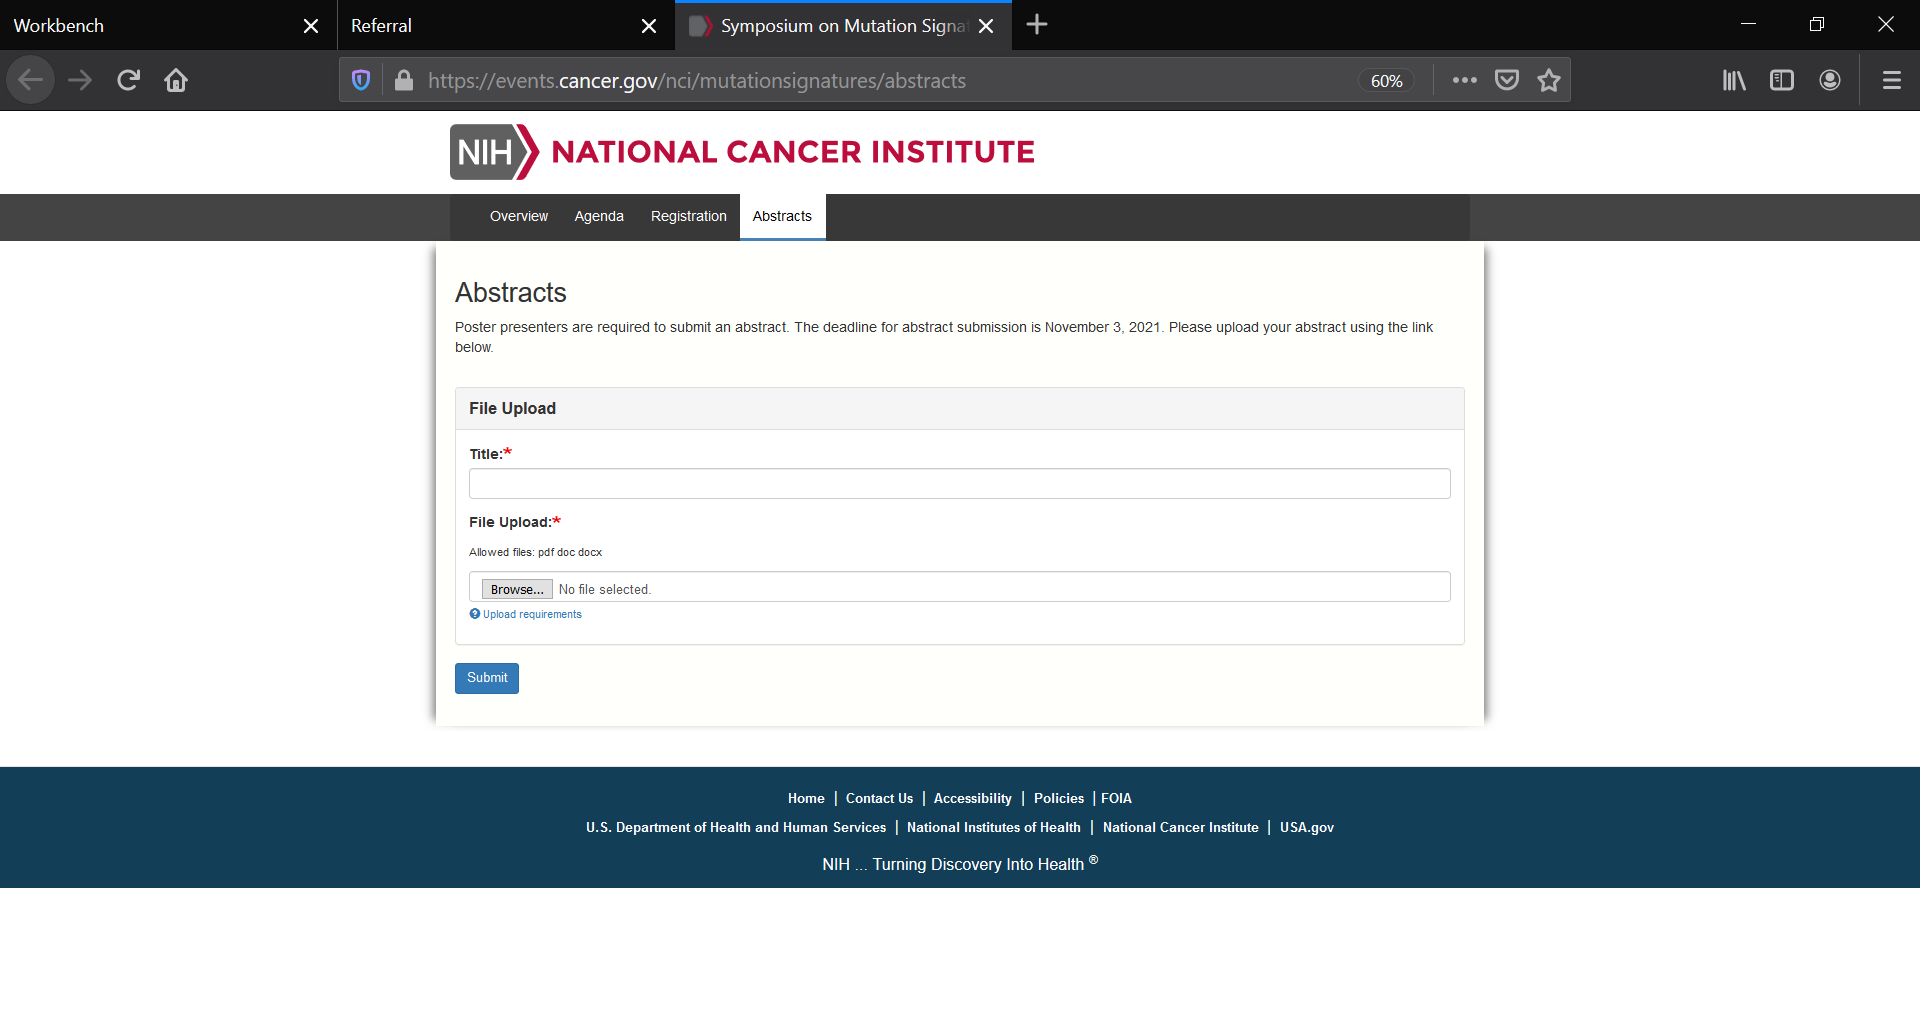 Workbench
Referral
Symposium on Mutation Signa
https://events.cancer.gov/nci/mutationsignatures/abstracts
60%
NIH NATIONAL CANCER INSTITUTE
Overview Agenda Registration Abstracts
Abstracts
Poster presenters are required to submit an abstract. The deadline for abstract submission is November 3, 2021. Please upload your abstract using the link
below.
File Upload
Title:*
File Upload:*
Allowed files: pdf doc docx
Browse... No file selected.
Upload requirements
Submit
Home | Contact Us | Accessibility | Policies | FOIA
U.S. Department of Health and Human Services | National Institutes of Health | National Cancer Institute | USA.gov
NIH ... Turning Discovery Into Health ®